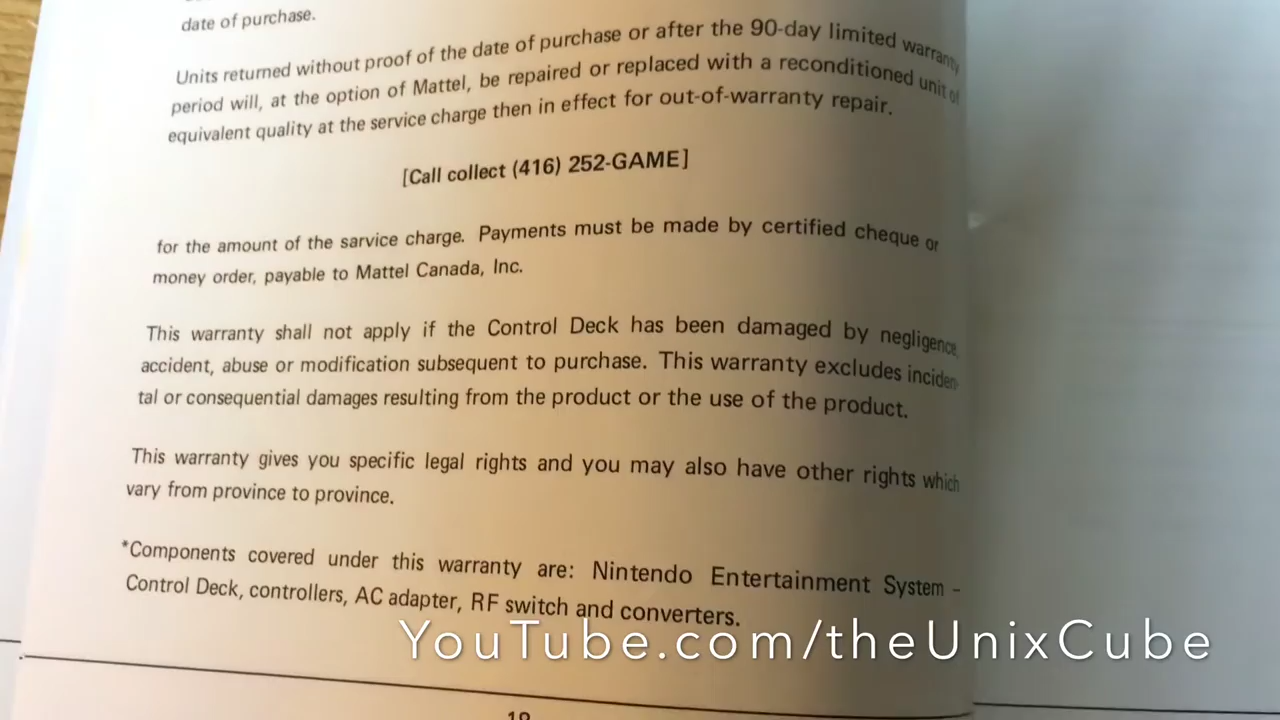 date of purchase.
Units returned without proof of the date of purchase or after the 90-day limited warranty
period will, at the option of Mattel, be repaired or replaced with a reconditioned unit of
equivalent quality at the service charge then in effect for out-of-warranty repair.
[Call collect (416) 252-GAME]
for the amount of the sarvice charge. Payments must be made by certified cheque or
money order, payable to Mattel Canada, Inc.
This warranty shall not apply if the Control Deck has been damaged by negligence,
accident, abuse or modification subsequent to purchase. This warranty excludes inciden-
tal or consequential damages resulting from the product or the use of the product.
This warranty gives you specific legal rights and you may also have other rights which
vary from province to province.
*Components covered under this warranty are: Nintendo Entertainment System –
Control Deck, controllers, AC adapter, RF switch and converters.
YouTube.com/theUnixCube